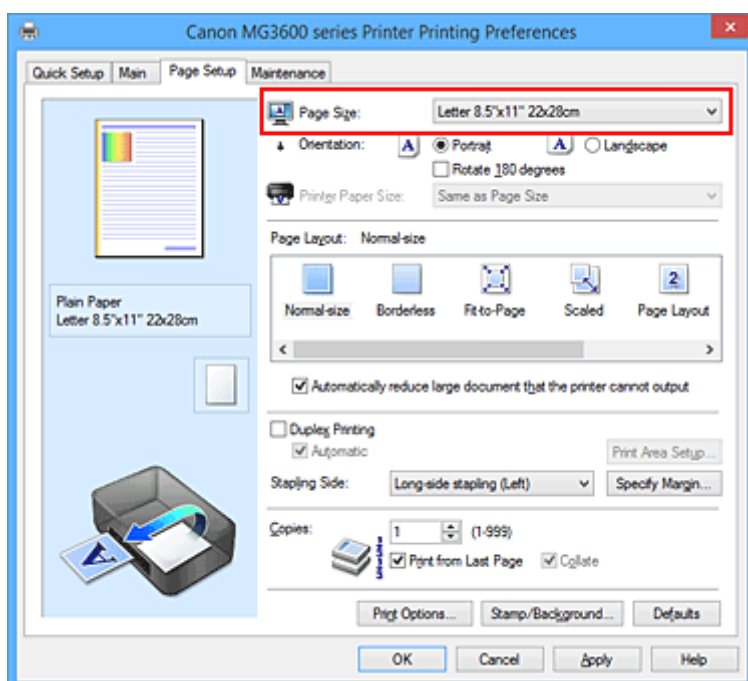 Canon MG3600 series Printer Printing Preferences
Quick Setup Main Page Setup Maintenance
Page Size: Letter 8.5"x11" 22x28cm
Orientation: A Portrait A Landscape
Rotate 180 degrees
Printer Paper Size: Same as Page Size
Page Layout: Normal-size
2
Normal-size Borderless Fit-to-Page Scaled Page Layout
Plain Paper
Letter 8.5"x11" 22x28cm
Automatically reduce large document that the printer cannot output
Duplex Printing
Automatic Print Area Setup...
Stapling Side: Long-side stapling (Left) Specify Margin...
Copies: 1 (1-999)
Print from Last Page Collate
Print Options... Stamp/Background... Defaults
OK Cancel Apply Help